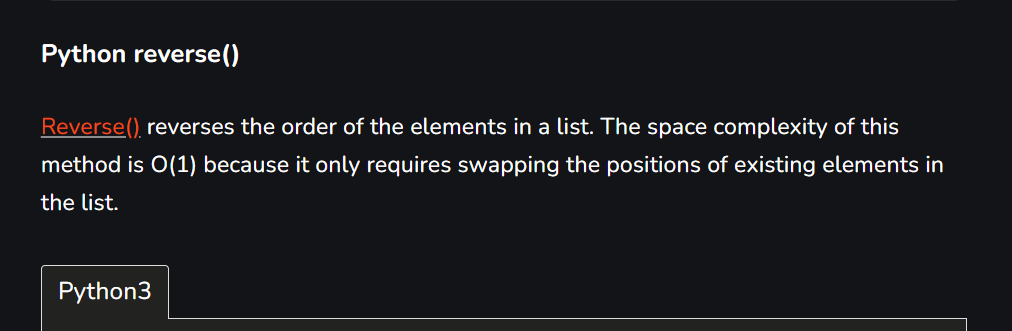 Python reverse()
Reverse() reverses the order of the elements in a list. The space complexity of this
method is O(1) because it only requires swapping the positions of existing elements in
the list.
Python3